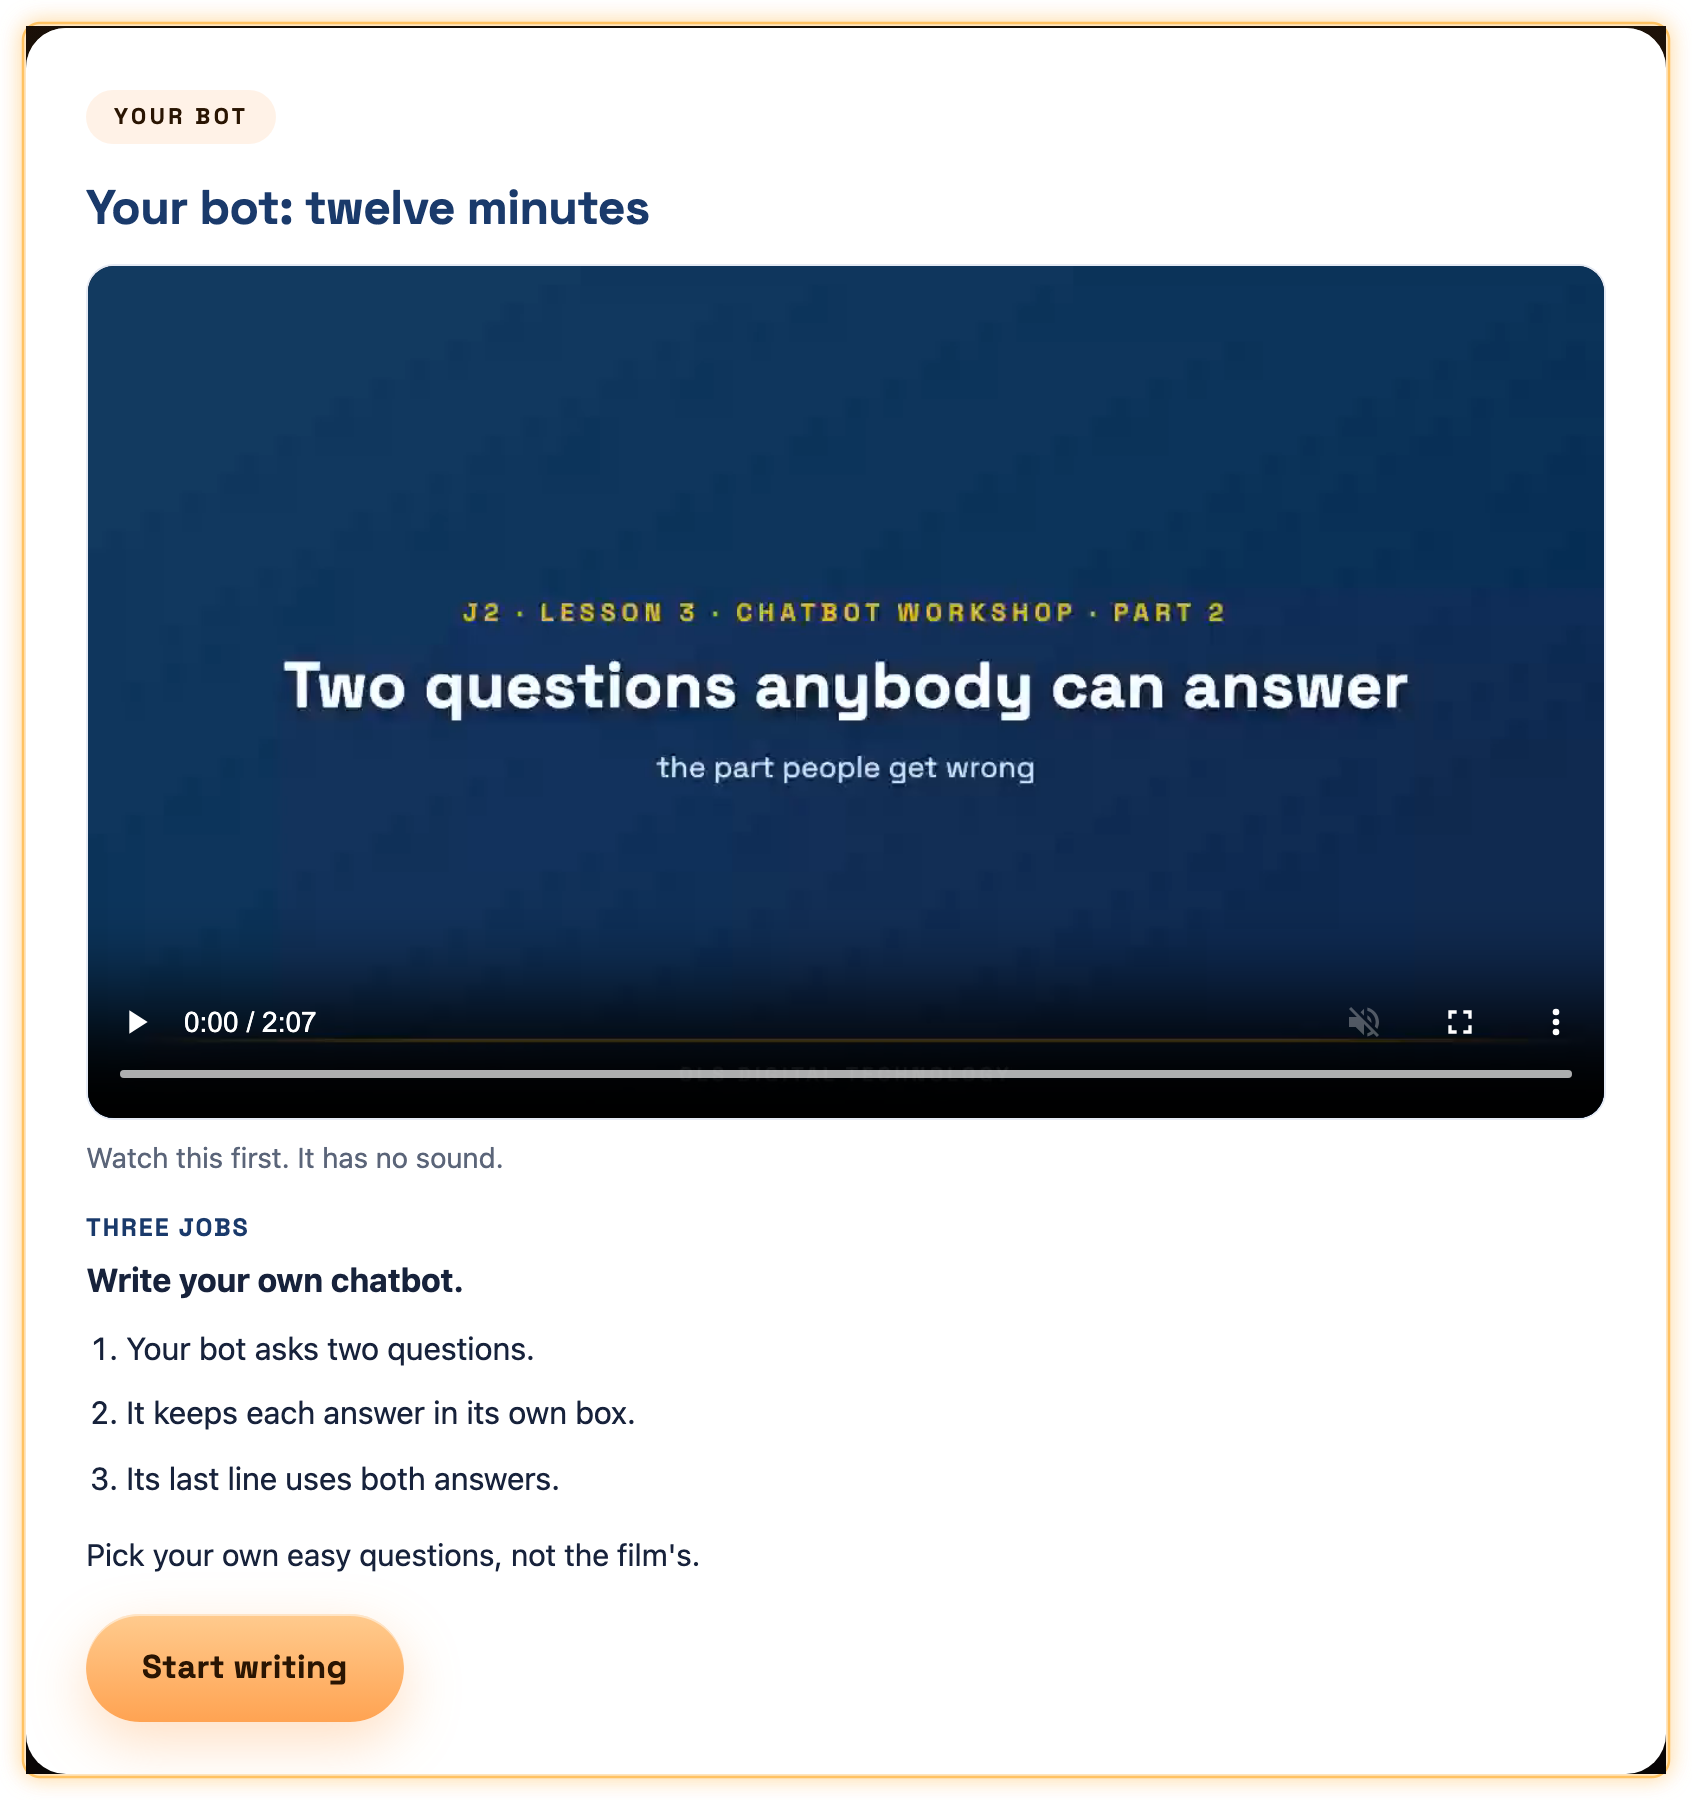 YOUR BOT
Your bot: twelve minutes
J2 · LESSON 3 · CHATBOT WORKSHOP · PART 2
Two questions anybody can answer
the part people get wrong
0:00 / 2:07
DIGITAL TECHNOLOGY
Watch this first. It has no sound.
THREE JOBS
Write your own chatbot.
1. Your bot asks two questions.
2. It keeps each answer in its own box.
3. Its last line uses both answers.
Pick your own easy questions, not the film's.
Start writing